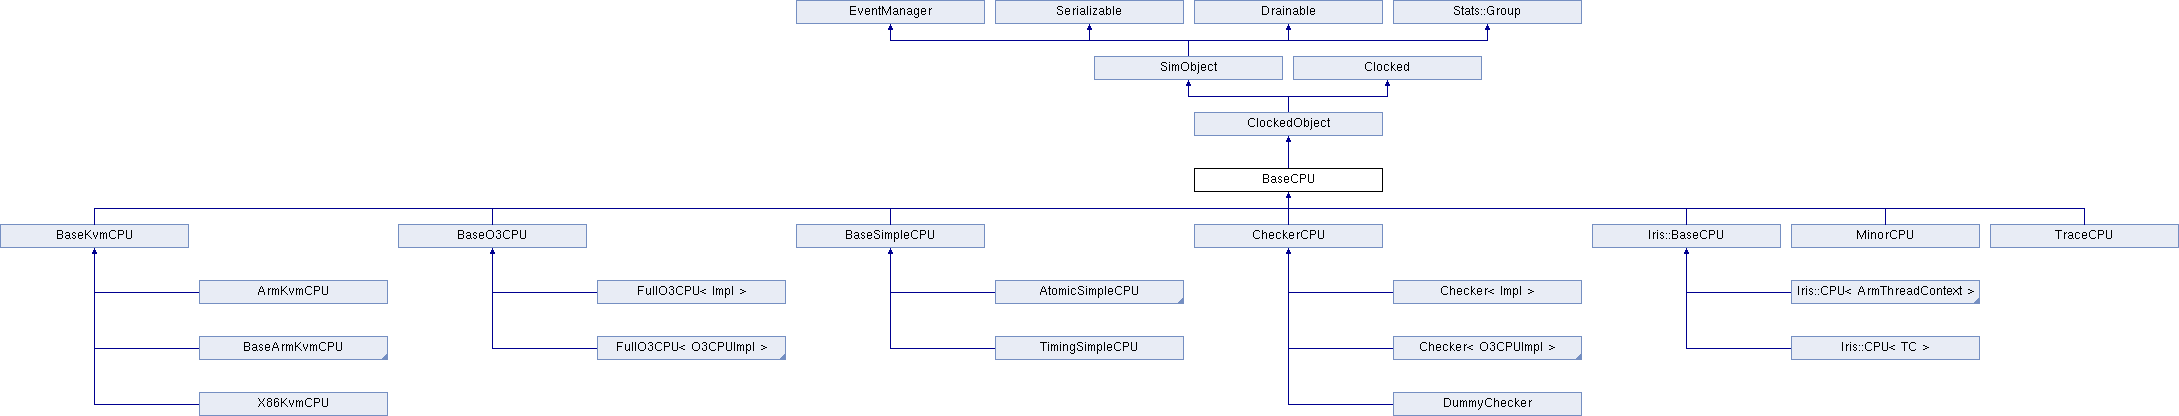 EventManager
Serializable
Drainable
Stats::Group
SimObject
Clocked
ClockedObject
BaseCPU
BaseKvmCPU
BaseO3CPU
BaseSimpleCPU
CheckerCPU
Iris::BaseCPU
MinorCPU
TraceCPU
ArmKvmCPU
FullO3CPU< Impl >
AtomicSimpleCPU
Checker< Impl >
Iris::CPU< ArmThreadContext >
BaseArmKvmCPU
FullO3CPU< O3CPUImpl >
TimingSimpleCPU
Checker< O3CPUImpl >
Iris::CPU< TC >
X86KvmCPU
DummyChecker